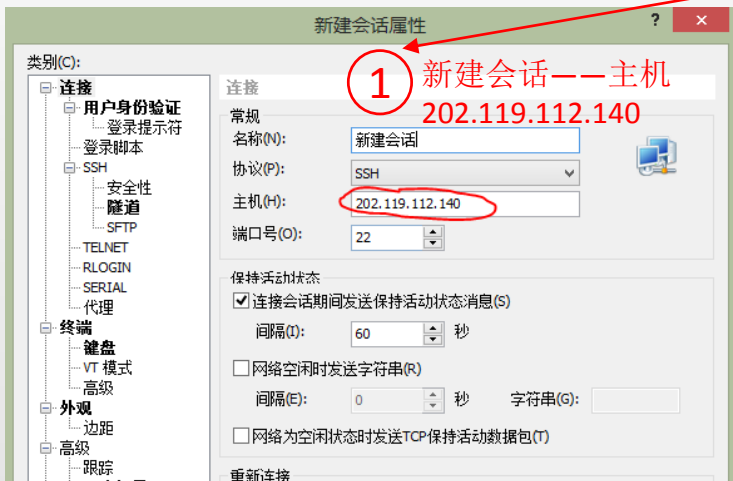 新建会话属性
? ×
类别(C):
连接
用户身份验证
登录提示符
登录脚本
SSH
安全性
隧道
SFTP
TELNET
RLOGIN
SERIAL
代理
终端
键盘
VT 模式
高级
外观
边距
高级
跟踪
1
新建会话——主机
202.119.112.140
连接
常规
名称(N): 新建会话
协议(P): SSH
主机(H): 202.119.112.140
端口号(O): 22
保持活动状态
连接会话期间发送保持活动状态消息(S)
间隔(I): 60 秒
网络空闲时发送字符串(R)
间隔(E): 0 秒 字符串(G):
网络为空闲状态时发送TCP保持活动数据包(T)
重新连接